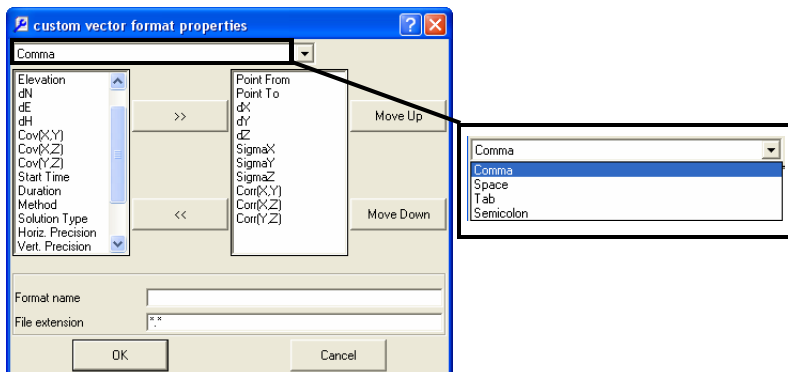 custom vector format properties
Comma
Elevation
dN
dE
dH
Cov(X,Y)
Cov(X,Z)
Cov(Y,Z)
Start Time
Duration
Method
Solution Type
Horiz. Precision
Vert. Precision
>>
<<
Point From
Point To
dX
dY
dZ
SigmaX
SigmaY
SigmaZ
Corr(X,Y)
Corr(X,Z)
Corr(Y,Z)
Move Up
Move Down
Format name
File extension *.*
OK Cancel
Comma
Comma
Space
Tab
Semicolon